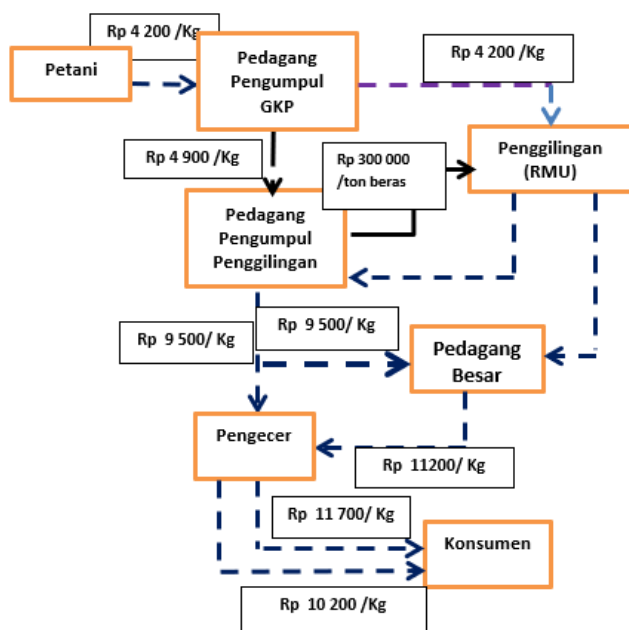 Rp 4 200 /Kg
Petani
Pedagang
Pengumpul
GKP
Rp 4 200 /Kg
Rp 4 900 /Kg
Rp 300 000
/ton beras
Penggilingan
(RMU)
Pedagang
Pengumpul
Penggilingan
Rp 9 500/ Kg
Rp 9 500/ Kg
Pedagang
Besar
Pengecer
Rp 11200/ Kg
Rp 11 700/ Kg
Konsumen
Rp 10 200 /Kg